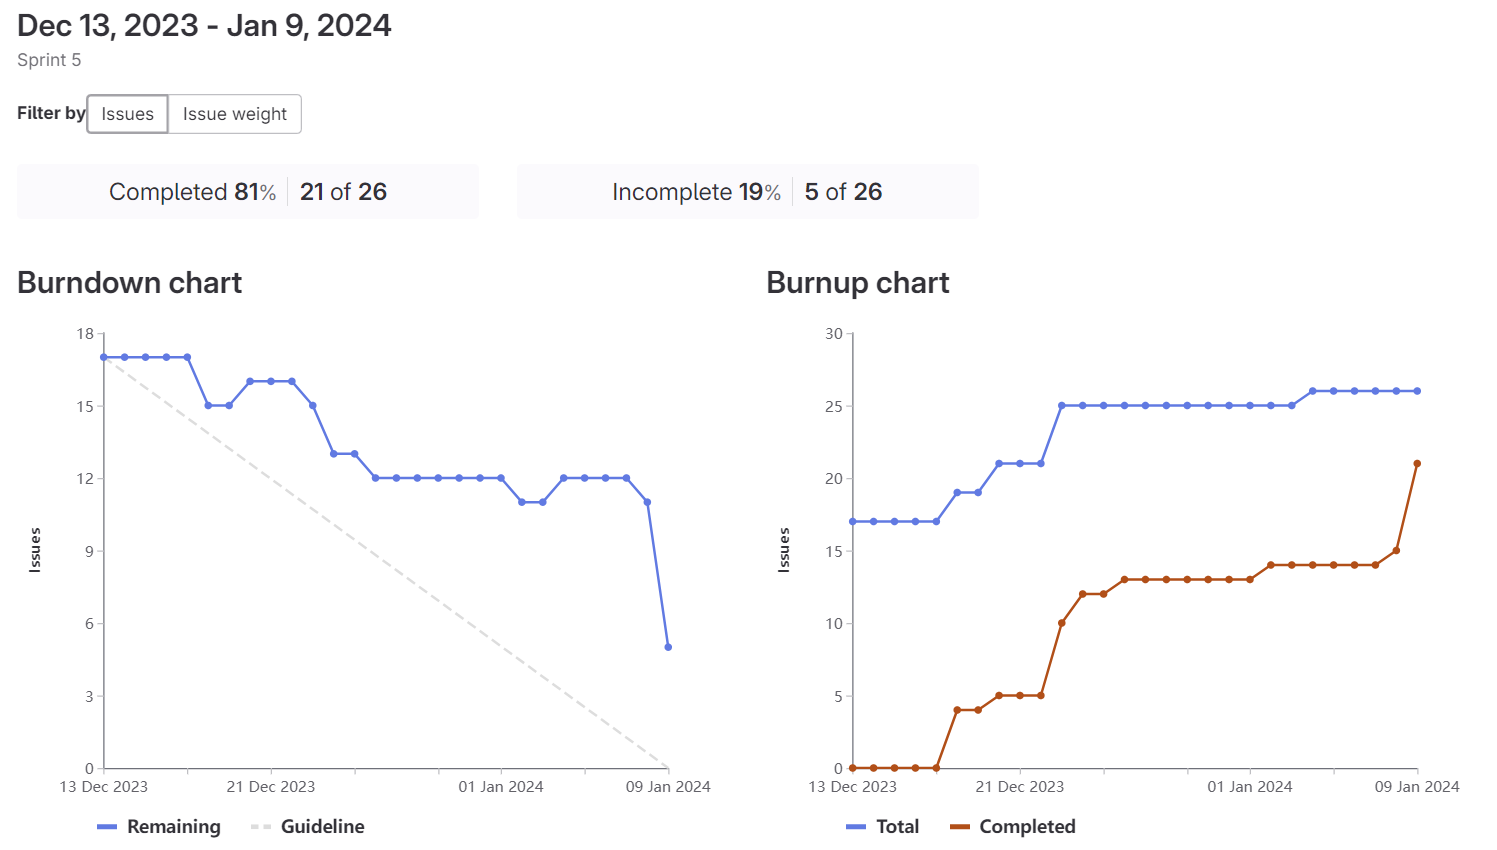 Dec 13, 2023 - Jan 9, 2024
Sprint 5
Filter by Issues Issue weight
Completed 81% 21 of 26
Incomplete 19% 5 of 26
Burndown chart
18
15
12
9
6
3
0
Issues
13 Dec 2023 21 Dec 2023 01 Jan 2024 09 Jan 2024
Remaining Guideline
Burnup chart
30
25
20
15
10
5
0
Issues
13 Dec 2023 21 Dec 2023 01 Jan 2024 09 Jan 2024
Total Completed